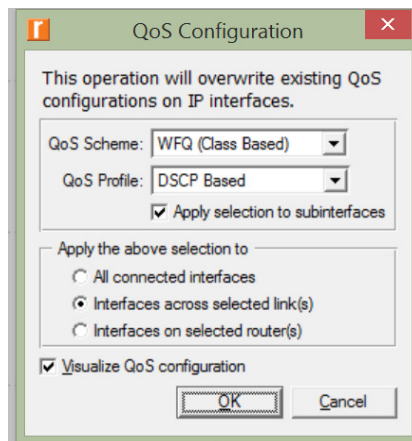 QoS Configuration
This operation will overwrite existing QoS
configurations on IP interfaces.
QoS Scheme: WFQ (Class Based)
QoS Profile: DSCP Based
Apply selection to subinterfaces
Apply the above selection to
All connected interfaces
Interfaces across selected link(s)
Interfaces on selected router(s)
Visualize QoS configuration
OK Cancel